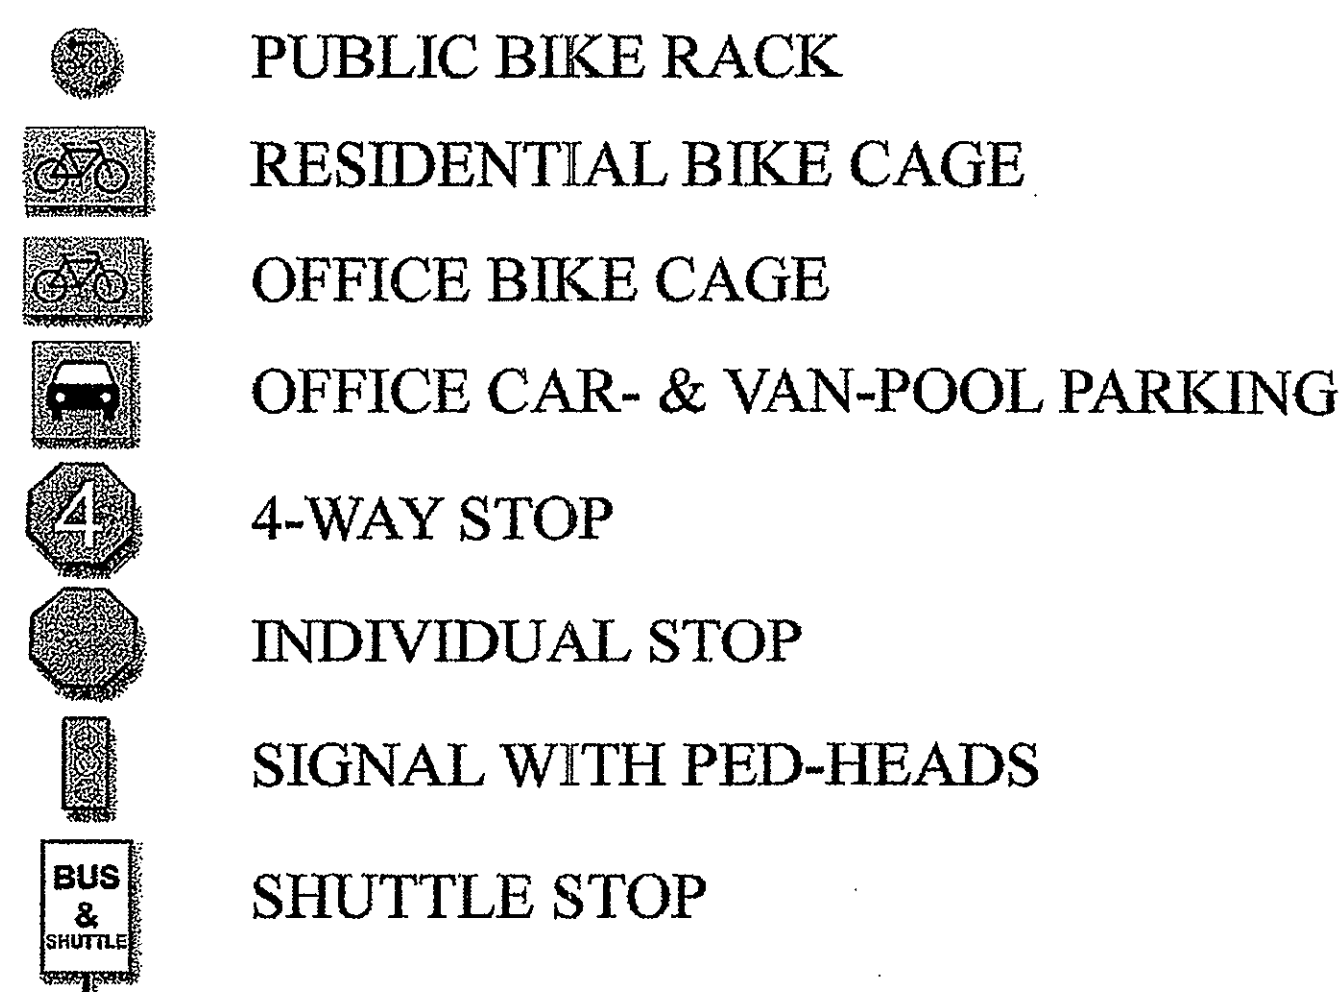 PUBLIC BIKE RACK
RESIDENTIAL BIKE CAGE
OFFICE BIKE CAGE
OFFICE CAR- & VAN-POOL PARKING
4
4-WAY STOP
INDIVIDUAL STOP
SIGNAL WITH PED-HEADS
BUS
&
SHUTTLE
SHUTTLE STOP